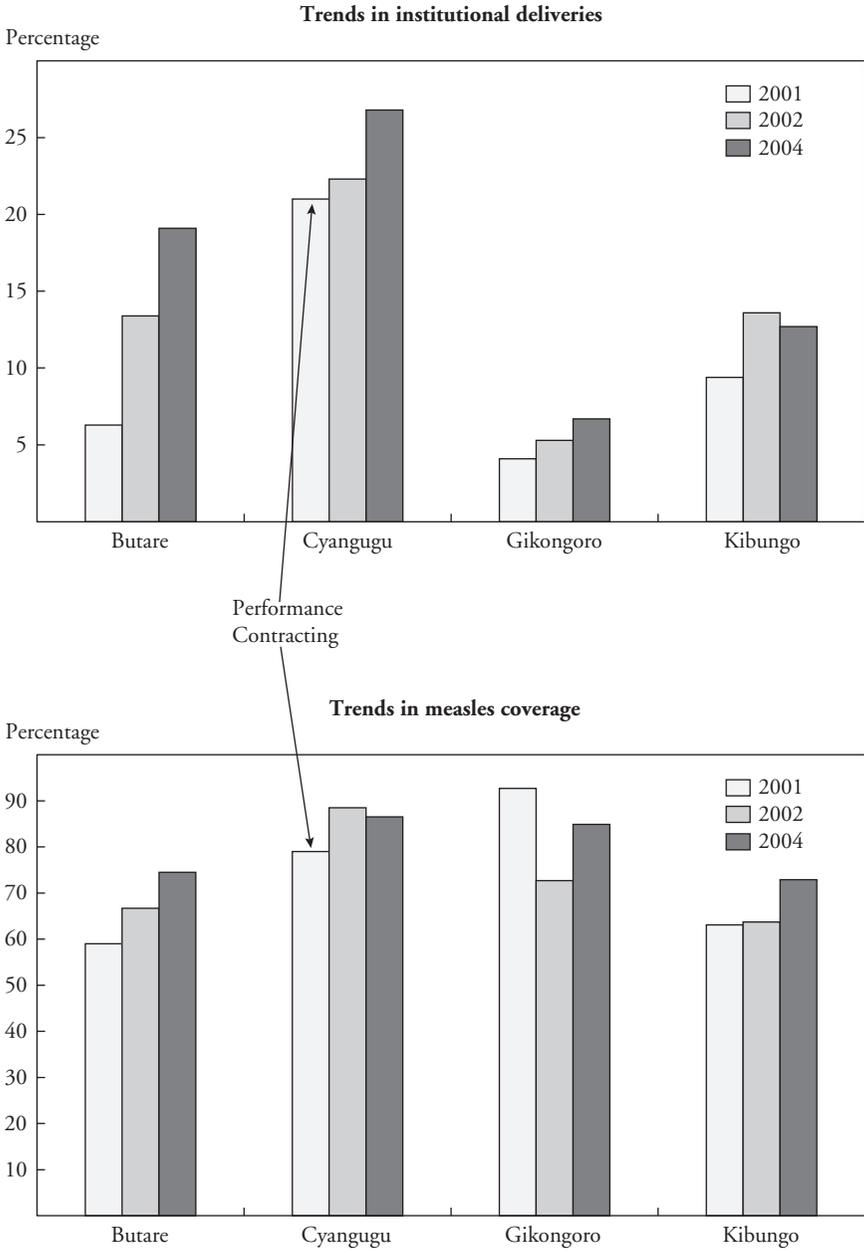 Trends in institutional deliveries
Percentage
2001
2002
2004
25
20
15
10
5
Butare Cyangugu Gikongoro Kibungo
Performance
Contracting
Trends in measles coverage
Percentage
2001
2002
2004
90
80
70
60
50
40
30
20
10
Butare Cyangugu Gikongoro Kibungo